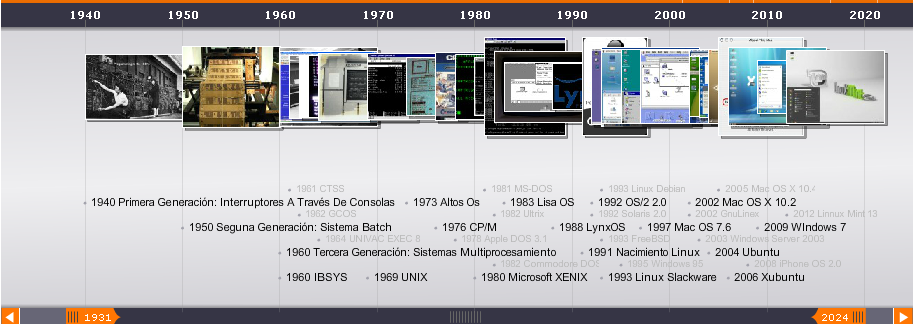 1940 1950 1960 1970 1980 1990 2000 2010 2020
1961 CTSS 1981 MS-DOS 1993 Linux Debian 2005 Mac OS X 10.4
1940 Primera Generación: Interruptores A Través De Consolas 1973 Altos Os 1983 Lisa OS 1992 OS/2 2.0 2002 Mac OS X 10.2
1962 GCOS 1982 Ultrix 1992 Solaris 2.0 2002 GnuLinex 2012 Linnux Mint 13
1950 Seguna Generación: Sistema Batch 1976 CP/M 1988 LynxOS 1997 Mac OS 7.6 2009 WIndows 7
1964 UNIVAC EXEC 8 1978 Apple DOS 3.1 1993 FreeBSD 2003 Windows Server 2003
1960 Tercera Generación: Sistemas Multiprocesamiento 1991 Nacimiento Linux 2004 Ubuntu
1982 Commodore DOS 1995 Windows 95 2008 iPhone OS 2.0
1960 IBSYS 1969 UNIX 1980 Microsoft XENIX 1993 Linux Slackware 2006 Xubuntu
1931 2024